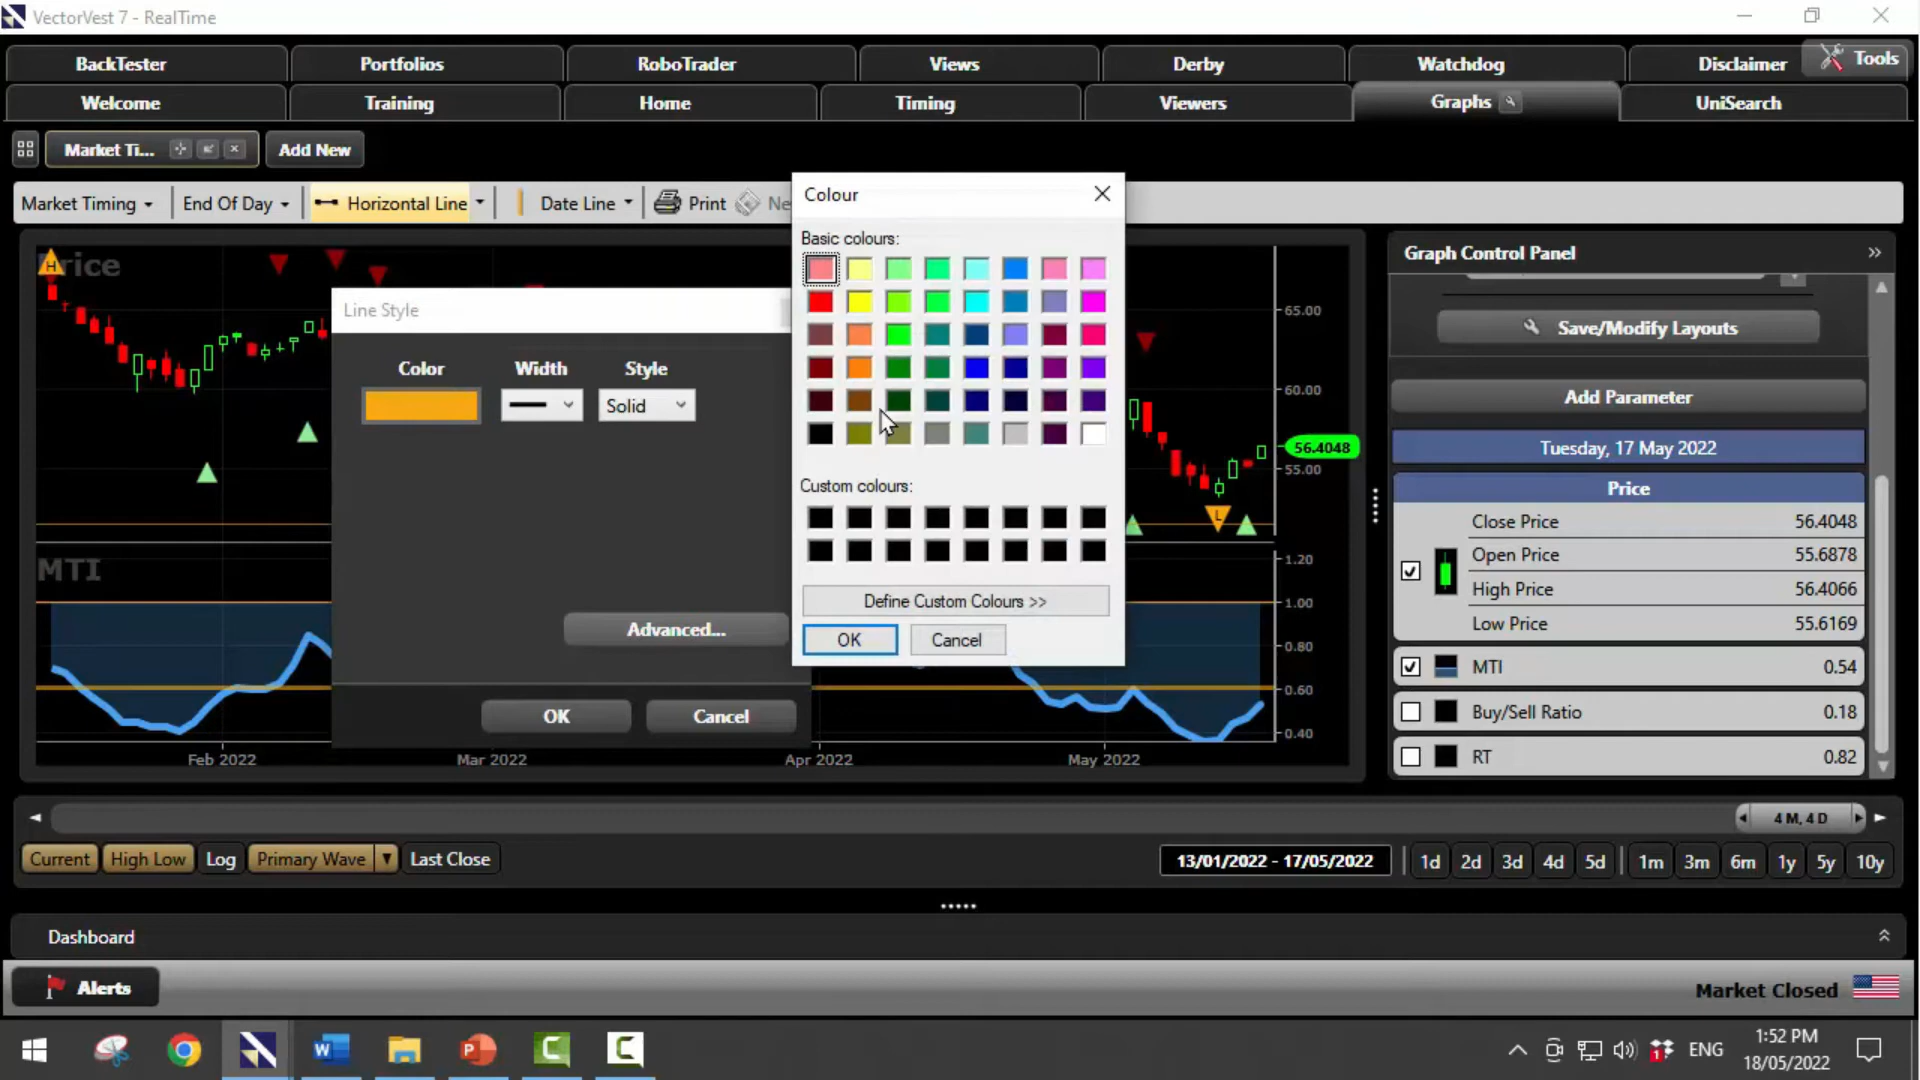 VectorVest 7 - RealTime
BackTester
Portfolios
RoboTrader
Views
Derby
Watchdog
Disclaimer
Tools
Welcome
Training
Home
Timing
Viewers
Graphs
UniSearch
Market Ti...
Add New
Market Timing
End Of Day
Horizontal Line
Date Line
Print
Ne
Colour
Basic colours:
Custom colours:
Define Custom Colours >>
OK
Cancel
Line Style
Color
Width
Style
Solid
Advanced...
OK
Cancel
H
Price
65.00
60.00
56.4048
55.00
L
MTI
1.20
1.00
0.80
0.60
0.40
Feb 2022
Mar 2022
Apr 2022
May 2022
Graph Control Panel
Save/Modify Layouts
Add Parameter
Tuesday, 17 May 2022
Price
Close Price 56.4048
Open Price 55.6878
High Price 56.4066
Low Price 55.6169
MTI 0.54
Buy/Sell Ratio 0.18
RT 0.82
4 M, 4 D
Current
High Low
Log
Primary Wave
Last Close
13/01/2022 - 17/05/2022
1d
2d
3d
4d
5d
1m
3m
6m
1y
5y
10y
Dashboard
Alerts
Market Closed
ENG
1:52 PM
18/05/2022